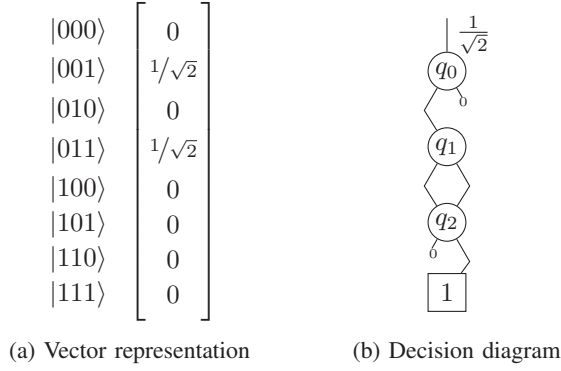 |000⟩ 0
|001⟩ 1/√2
|010⟩ 0
|011⟩ 1/√2
|100⟩ 0
|101⟩ 0
|110⟩ 0
|111⟩ 0
(a) Vector representation
1/√2
q₀
0
q₁
q₂
0
1
(b) Decision diagram